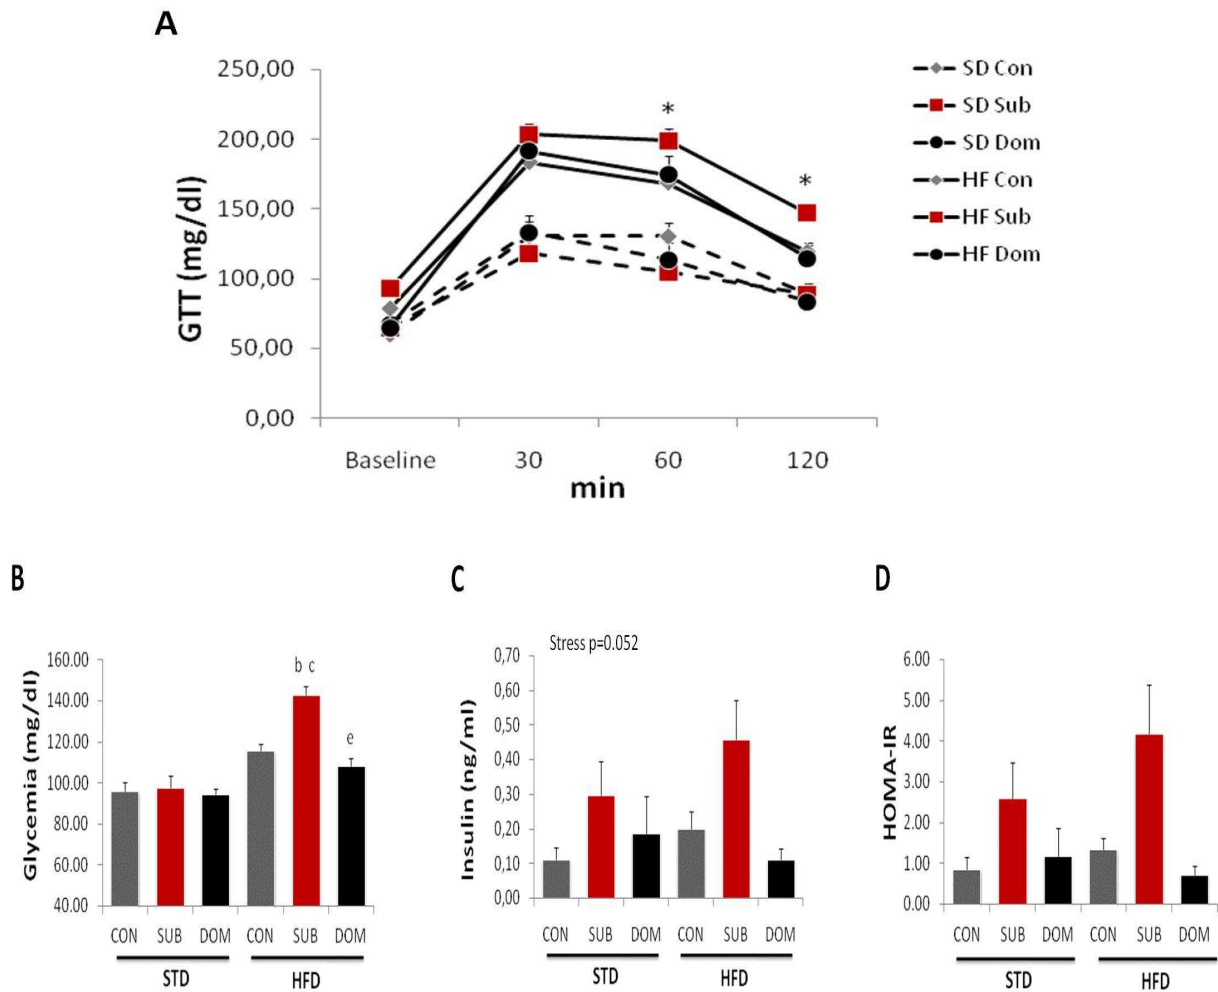 A
250,00
200,00
150,00
100,00
50,00
0,00
GTT (mg/dl)
*
*
Baseline 30 60 120
min
SD Con
SD Sub
SD Dom
HF Con
HF Sub
HF Dom
B
160.00
140.00
120.00
100.00
80.00
60.00
40.00
Glycemia (mg/dl)
b c
e
CON SUB DOM CON SUB DOM
STD HFD
C
Stress p=0.052
0,70
0,60
0,50
0,40
0,30
0,20
0,10
0,00
Insulin (ng/ml)
CON SUB DOM CON SUB DOM
STD HFD
D
6.00
5.00
4.00
3.00
2.00
1.00
0.00
HOMA-IR
CON SUB DOM CON SUB DOM
STD HFD